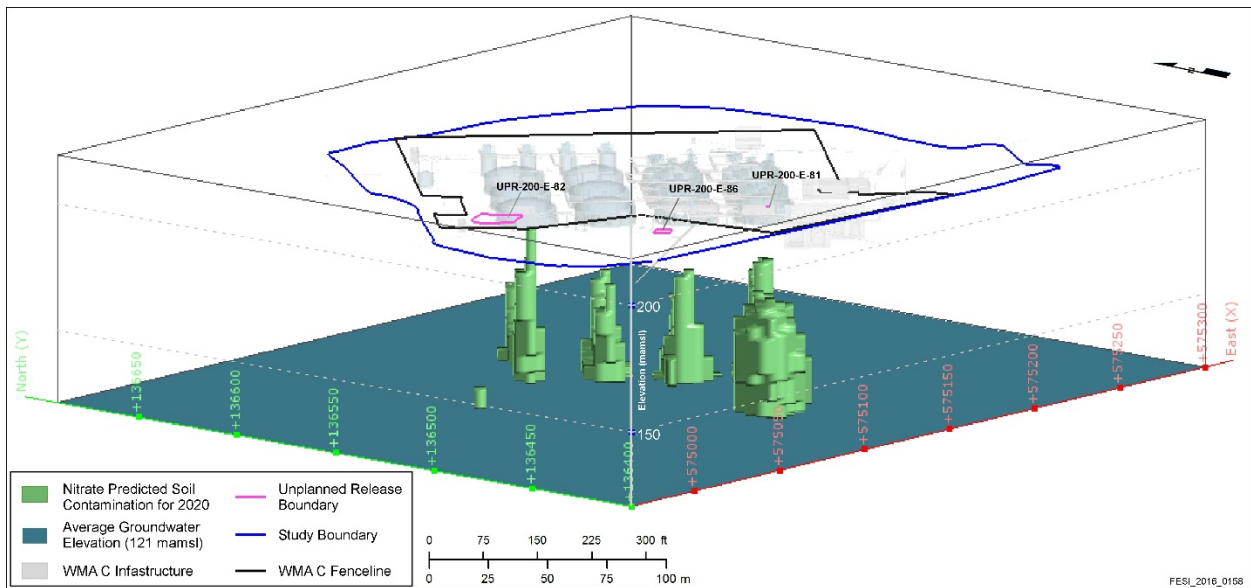 N
UPR-200-E-82
UPR-200-E-86
UPR-200-E-81
200
150
Elevation (mamsl)
North (Y)
+136650
+136600
+136550
+136500
+136450
+136400
+575000
+575050
+575100
+575150
+575200
+575250
+575300
East (X)
Nitrate Predicted Soil
Contamination for 2020
Average Groundwater
Elevation (121 mamsl)
WMA C Infastructure
Unplanned Release
Boundary
Study Boundary
WMA C Fenceline
0 75 150 225 300 ft
0 25 50 75 100 m
FESI_2016_0158